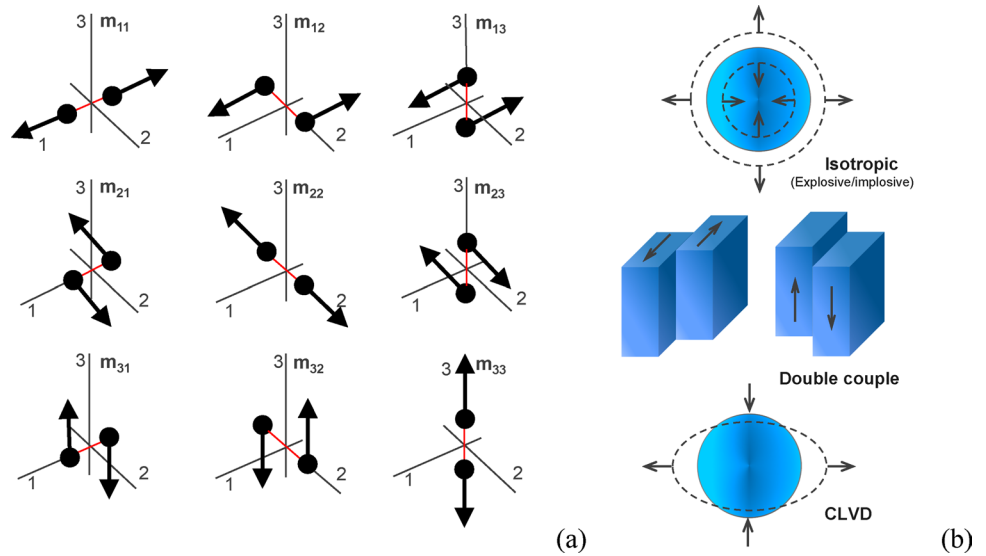 3 m11
1
2
3 m12
1
2
3 m13
1
2
3 m21
1
2
3 m22
1
2
3 m23
1
2
3 m31
1
2
3 m32
1
2
3 m33
1
2
(a)
Isotropic
(Explosive/implosive)
Double couple
CLVD
(b)